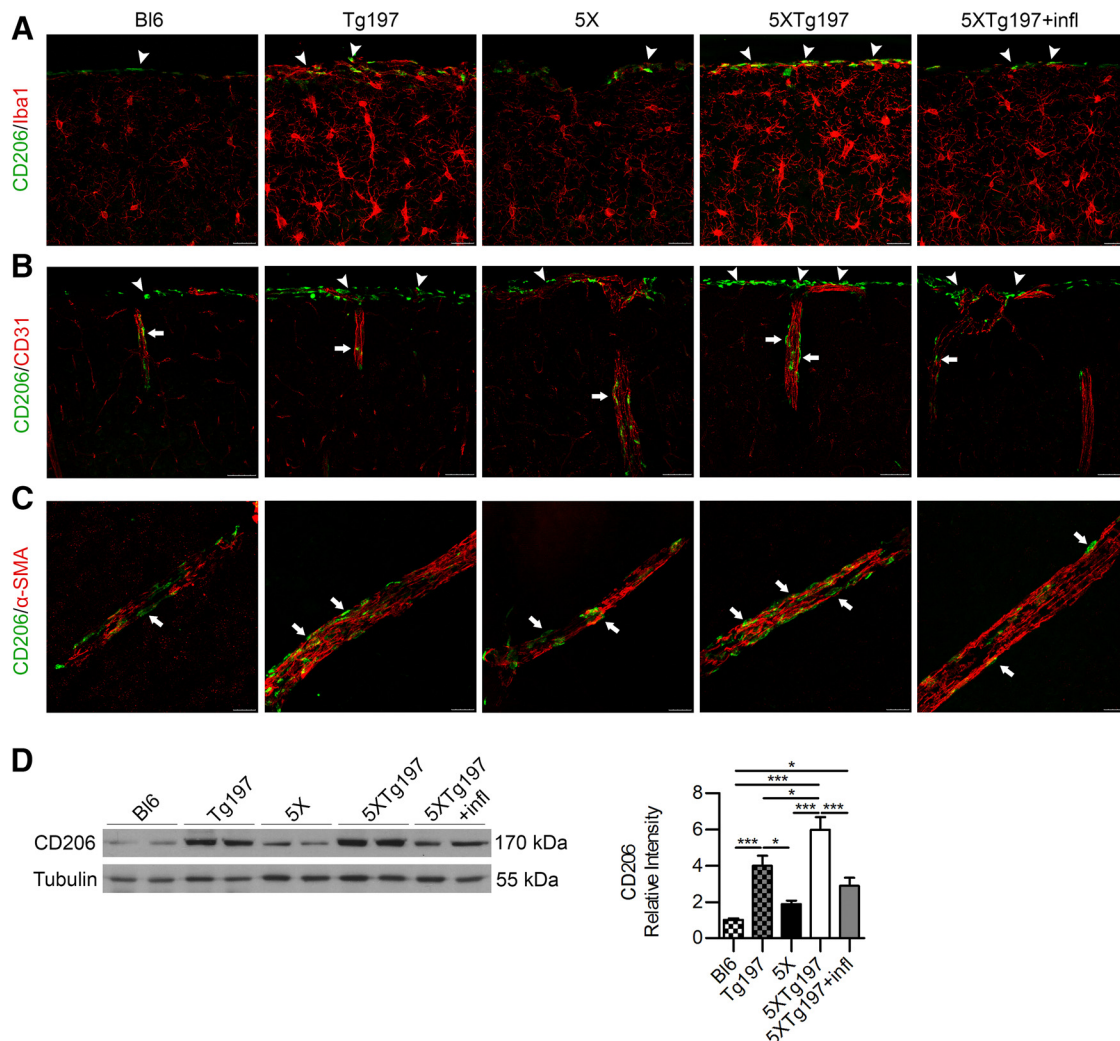 Bl6 Tg197 5X 5XTg197 5XTg197+infl
A
CD206/Iba1
B
CD206/CD31
C
CD206/α-SMA
D
Bl6 Tg197 5X 5XTg197 5XTg197
+infl
CD206 170 kDa
Tubulin 55 kDa
CD206
Relative Intensity
8
6
4
2
0
*
***
*
*** ***
*** *
Bl6
Tg197
5X
5XTg197
5XTg197+infl